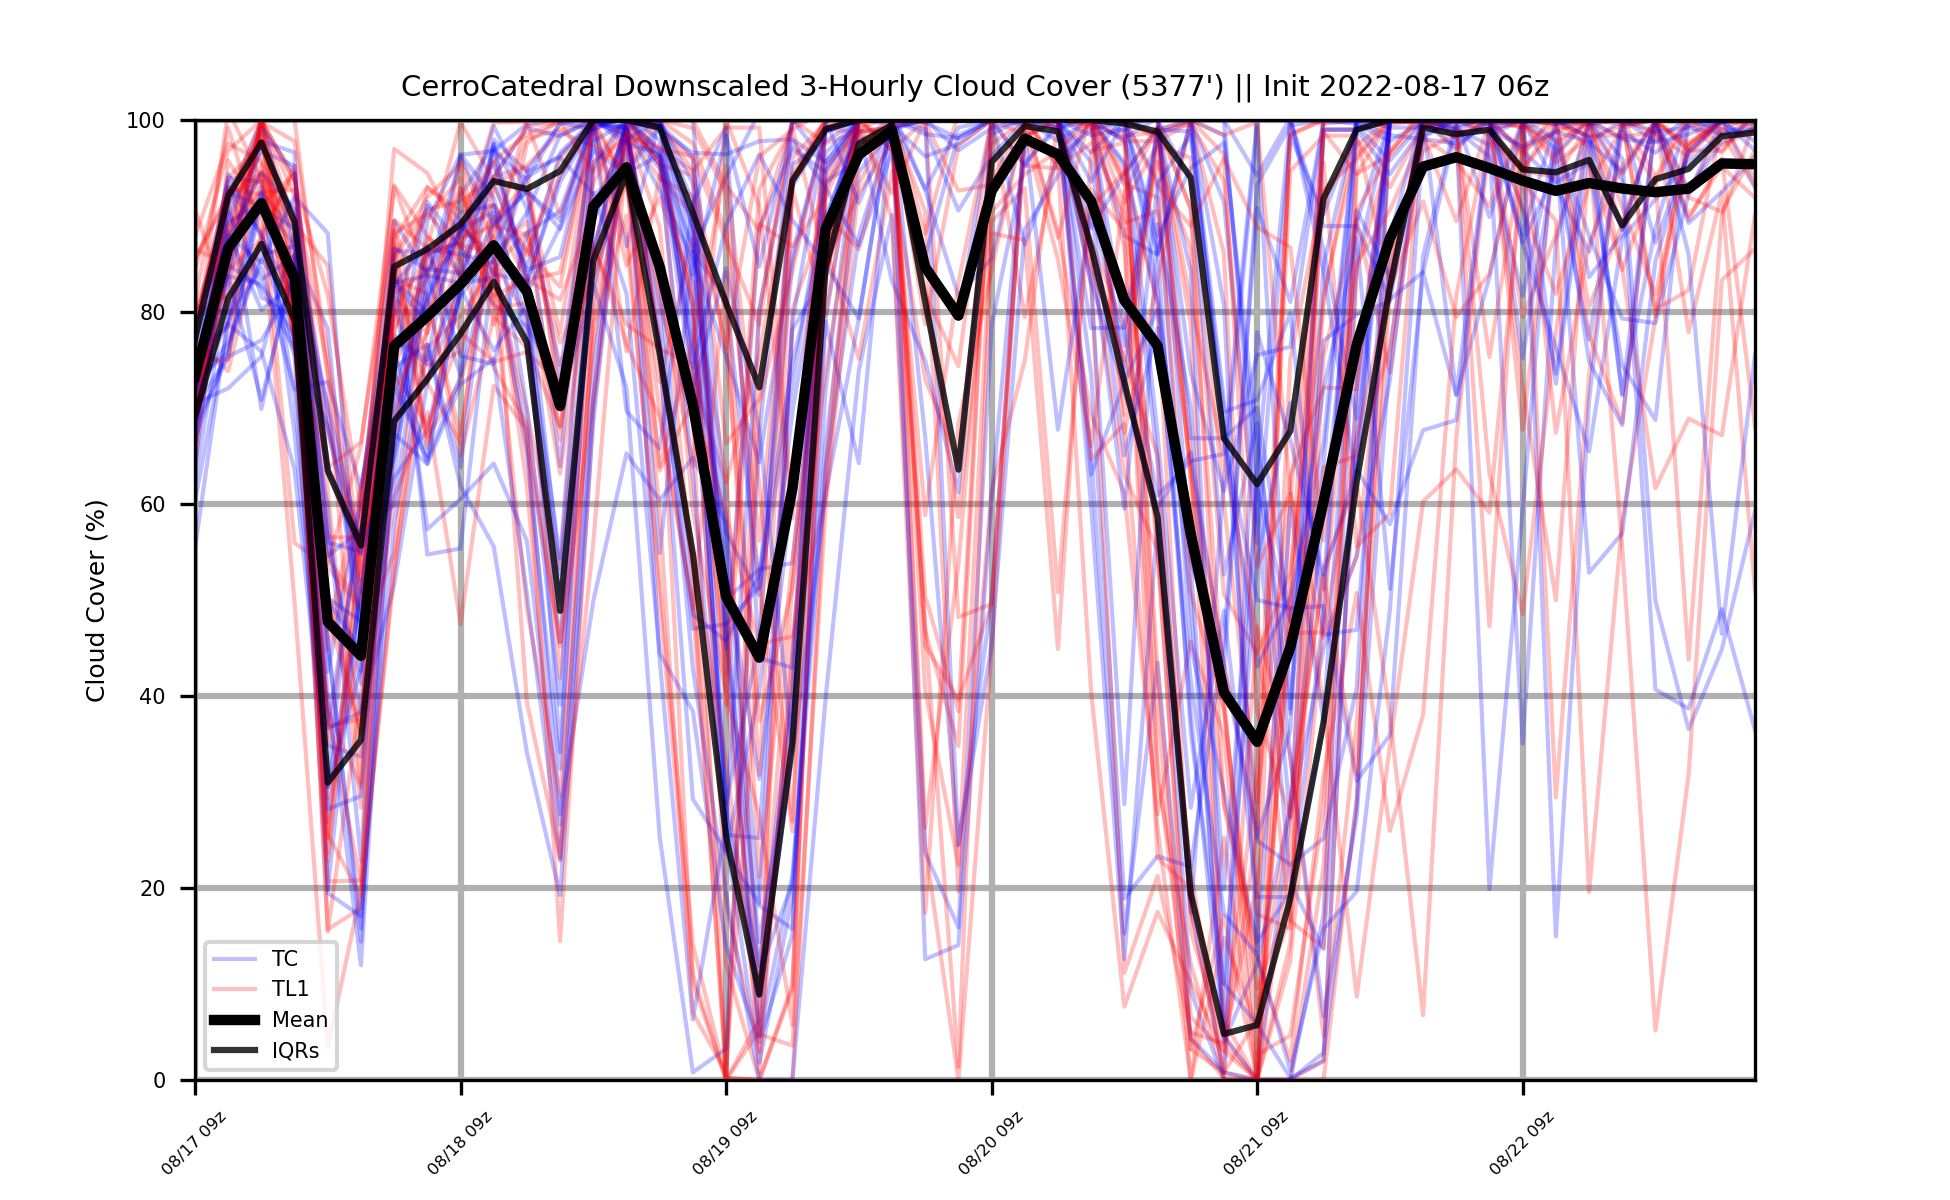 CerroCatedral Downscaled 3-Hourly Cloud Cover (5377') || Init 2022-08-17 06z
Cloud Cover (%)
100
80
60
40
20
0
TC
TL1
Mean
IQRs
08/17 09z
08/18 09z
08/19 09z
08/20 09z
08/21 09z
08/22 09z